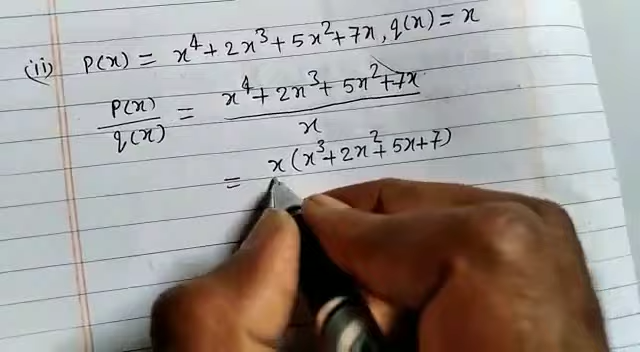 (ii) P(x) = x⁴ + 2x³ + 5x² + 7x, q(x) = x
P(x)/q(x) = x⁴ + 2x³ + 5x² + 7x / x
= x(x³ + 2x² + 5x + 7)